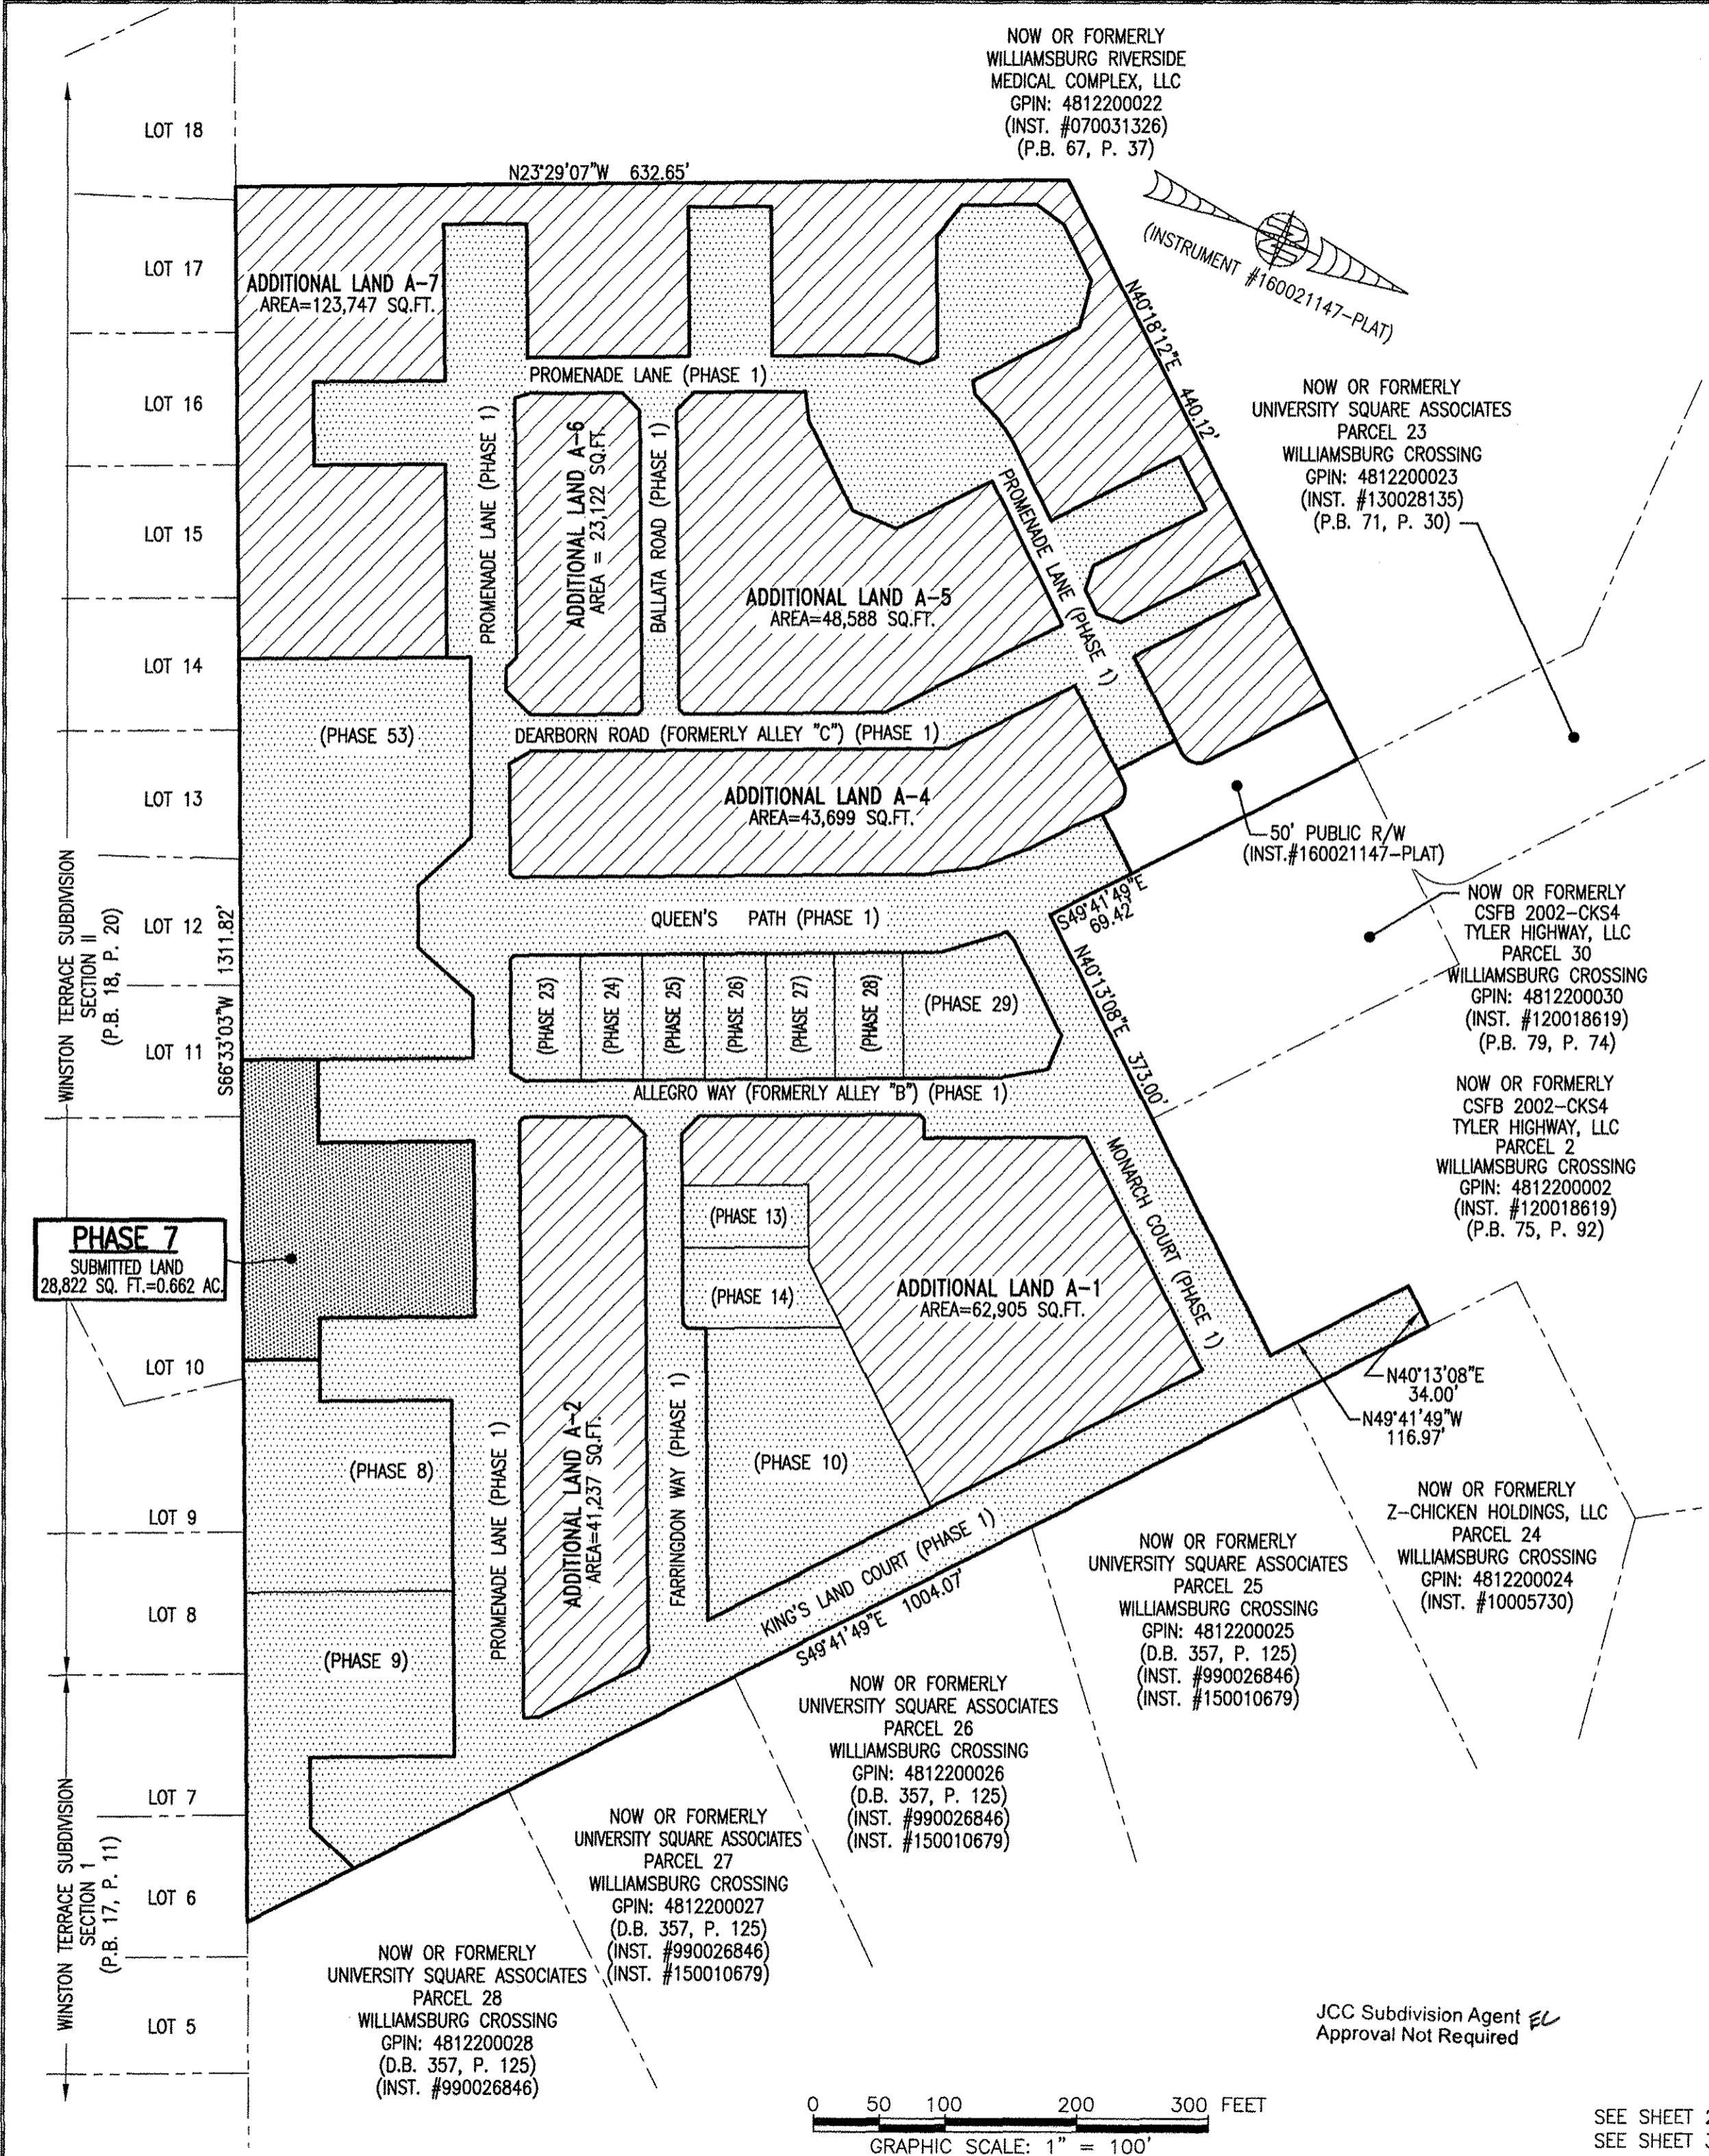 NOW OR FORMERLY
WILLIAMSBURG RIVERSIDE
MEDICAL COMPLEX, LLC
GPIN: 4812200022
(INST. #070031326)
(P.B. 67, P. 37)
LOT 18
N23°29'07"W 632.65'
(INSTRUMENT #160021147-PLAT)
LOT 17
ADDITIONAL LAND A-7
AREA=123,747 SQ.FT.
N40°18'12"E 440.12'
NOW OR FORMERLY
UNIVERSITY SQUARE ASSOCIATES
PARCEL 23
WILLIAMSBURG CROSSING
GPIN: 4812200023
(INST. #130028135)
(P.B. 71, P. 30)
PROMENADE LANE (PHASE 1)
LOT 16
PROMENADE LANE (PHASE 1)
ADDITIONAL LAND A-6
AREA = 23,122 SQ.FT.
BALLATA ROAD (PHASE 1)
PROMENADE LANE (PHASE 1)
LOT 15
ADDITIONAL LAND A-5
AREA=48,588 SQ.FT.
LOT 14
(PHASE 53)
DEARBORN ROAD (FORMERLY ALLEY "C") (PHASE 1)
LOT 13
ADDITIONAL LAND A-4
AREA=43,699 SQ.FT.
50' PUBLIC R/W
(INST.#160021147-PLAT)
WINSTON TERRACE SUBDIVISION
SECTION II
(P.B. 18, P. 20)
S66°33'03"W 1311.82'
LOT 12
QUEEN'S PATH (PHASE 1)
S49°41'49"E
69.42'
N40°13'08"E 373.00'
NOW OR FORMERLY
CSFB 2002-CKS4
TYLER HIGHWAY, LLC
PARCEL 30
WILLIAMSBURG CROSSING
GPIN: 4812200030
(INST. #120018619)
(P.B. 79, P. 74)
(PHASE 23)
(PHASE 24)
(PHASE 25)
(PHASE 26)
(PHASE 27)
(PHASE 28)
(PHASE 29)
LOT 11
ALLEGRO WAY (FORMERLY ALLEY "B") (PHASE 1)
NOW OR FORMERLY
CSFB 2002-CKS4
TYLER HIGHWAY, LLC
PARCEL 2
WILLIAMSBURG CROSSING
GPIN: 4812200002
(INST. #120018619)
(P.B. 75, P. 92)
MONARCH COURT (PHASE 1)
(PHASE 13)
PHASE 7
SUBMITTED LAND
28,822 SQ. FT.=0.662 AC.
(PHASE 14)
ADDITIONAL LAND A-1
AREA=62,905 SQ.FT.
LOT 10
N40°13'08"E
34.00'
N49°41'49"W
116.97'
PROMENADE LANE (PHASE 1)
ADDITIONAL LAND A-2
AREA=41,237 SQ.FT.
FARRINGDON WAY (PHASE 1)
(PHASE 8)
(PHASE 10)
LOT 9
KING'S LAND COURT (PHASE 1)
S49°41'49"E 1004.07'
NOW OR FORMERLY
Z-CHICKEN HOLDINGS, LLC
PARCEL 24
WILLIAMSBURG CROSSING
GPIN: 4812200024
(INST. #10005730)
NOW OR FORMERLY
UNIVERSITY SQUARE ASSOCIATES
PARCEL 25
WILLIAMSBURG CROSSING
GPIN: 4812200025
(D.B. 357, P. 125)
(INST. #990026846)
(INST. #150010679)
LOT 8
(PHASE 9)
NOW OR FORMERLY
UNIVERSITY SQUARE ASSOCIATES
PARCEL 26
WILLIAMSBURG CROSSING
GPIN: 4812200026
(D.B. 357, P. 125)
(INST. #990026846)
(INST. #150010679)
LOT 7
NOW OR FORMERLY
UNIVERSITY SQUARE ASSOCIATES
PARCEL 27
WILLIAMSBURG CROSSING
GPIN: 4812200027
(D.B. 357, P. 125)
(INST. #990026846)
(INST. #150010679)
WINSTON TERRACE SUBDIVISION
SECTION 1
(P.B. 17, P. 11)
LOT 6
NOW OR FORMERLY
UNIVERSITY SQUARE ASSOCIATES
PARCEL 28
WILLIAMSBURG CROSSING
GPIN: 4812200028
(D.B. 357, P. 125)
(INST. #990026846)
LOT 5
JCC Subdivision Agent EC
Approval Not Required
0 50 100 200 300 FEET
GRAPHIC SCALE: 1" = 100'
SEE SHEET
SEE SHEET